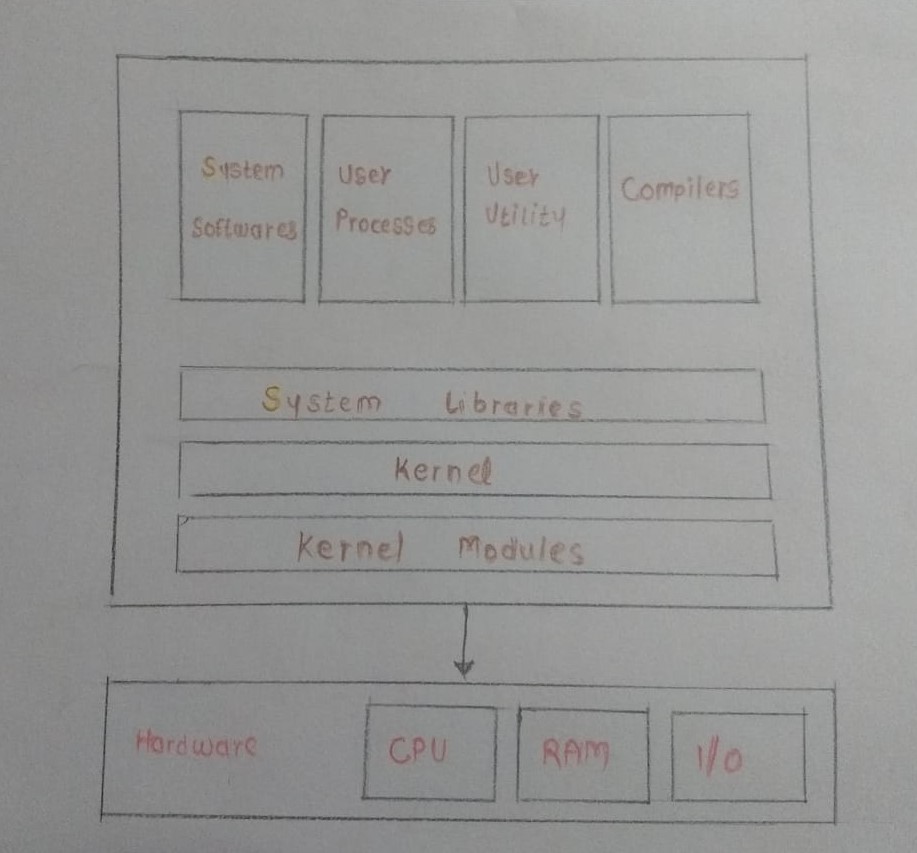 System
Softwares
User
Processes
User
Utility
Compilers
System Libraries
Kernel
Kernel Modules
Hardware
CPU
RAM
I/O